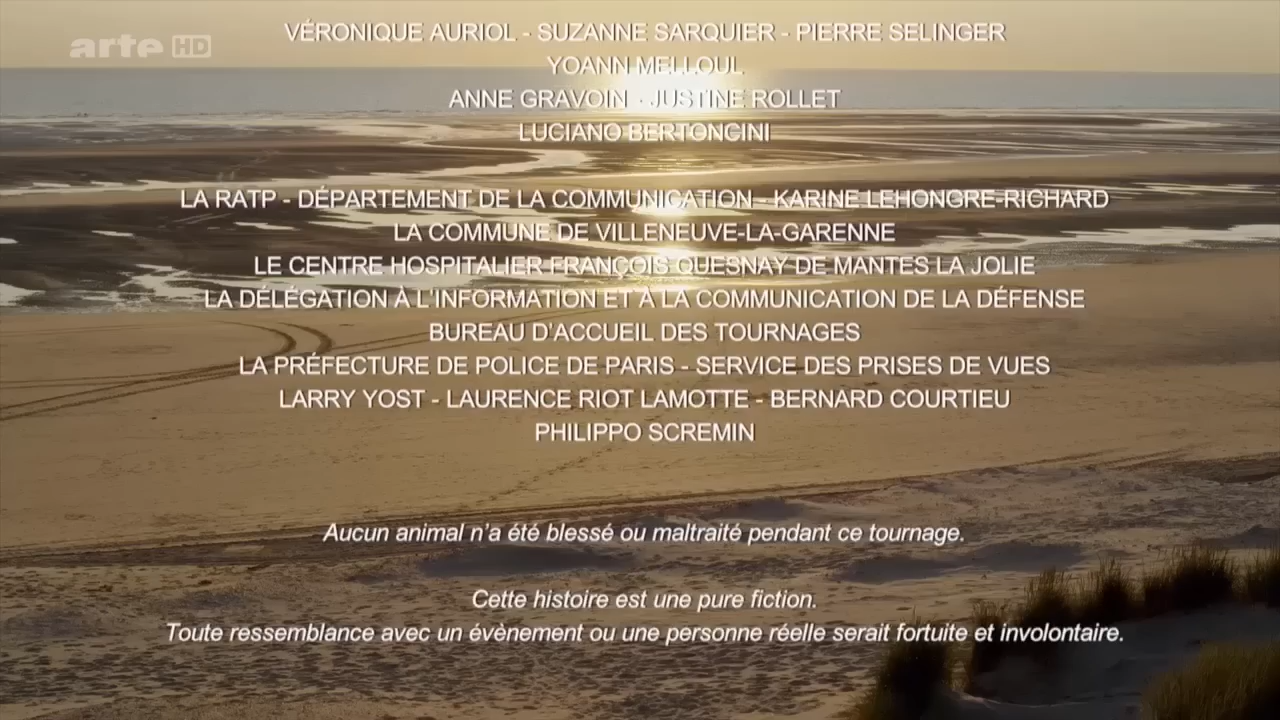 arte HD
VÉRONIQUE AURIOL - SUZANNE SARQUIER - PIERRE SELINGER
YOANN MELLOUL
ANNE GRAVOIN - JUSTINE ROLLET
LUCIANO BERTONCINI
LA RATP - DÉPARTEMENT DE LA COMMUNICATION - KARINE LEHONGRE-RICHARD
LA COMMUNE DE VILLENEUVE-LA-GARENNE
LE CENTRE HOSPITALIER FRANÇOIS QUESNAY DE MANTES LA JOLIE
LA DÉLÉGATION À L'INFORMATION ET À LA COMMUNICATION DE LA DÉFENSE
BUREAU D'ACCUEIL DES TOURNAGES
LA PRÉFECTURE DE POLICE DE PARIS - SERVICE DES PRISES DE VUES
LARRY YOST - LAURENCE RIOT LAMOTTE - BERNARD COURTIEU
PHILIPPO SCREMIN
Aucun animal n'a été blessé ou maltraité pendant ce tournage.
Cette histoire est une pure fiction.
Toute ressemblance avec un évènement ou une personne réelle serait fortuite et involontaire.